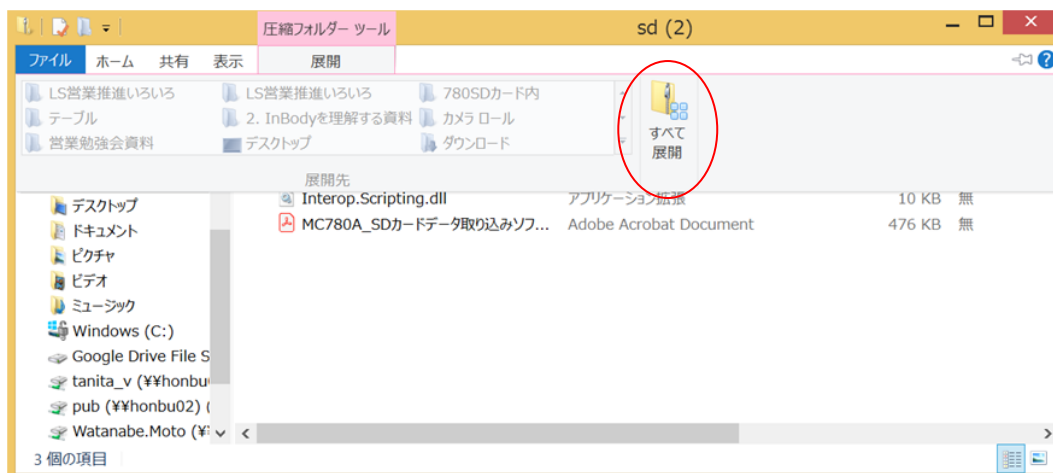 圧縮フォルダー ツール
sd (2)
ファイル ホーム 共有 表示 展開
LS営業推進いろいろ LS営業推進いろいろ 780SDカード内
テーブル 2. InBodyを理解する資料 カメラ ロール
営業勉強会資料 デスクトップ ダウンロード
すべて
展開
展開先
デスクトップ Interop.Scripting.dll アプリケーション拡張 10 KB 無
ドキュメント MC780A_SDカードデータ取り込みソフ... Adobe Acrobat Document 476 KB 無
ピクチャ
ビデオ
ミュージック
Windows (C:)
Google Drive File S
tanita_v (¥¥honbu
pub (¥¥honbu02) (
Watanabe.Moto (¥
3 個の項目